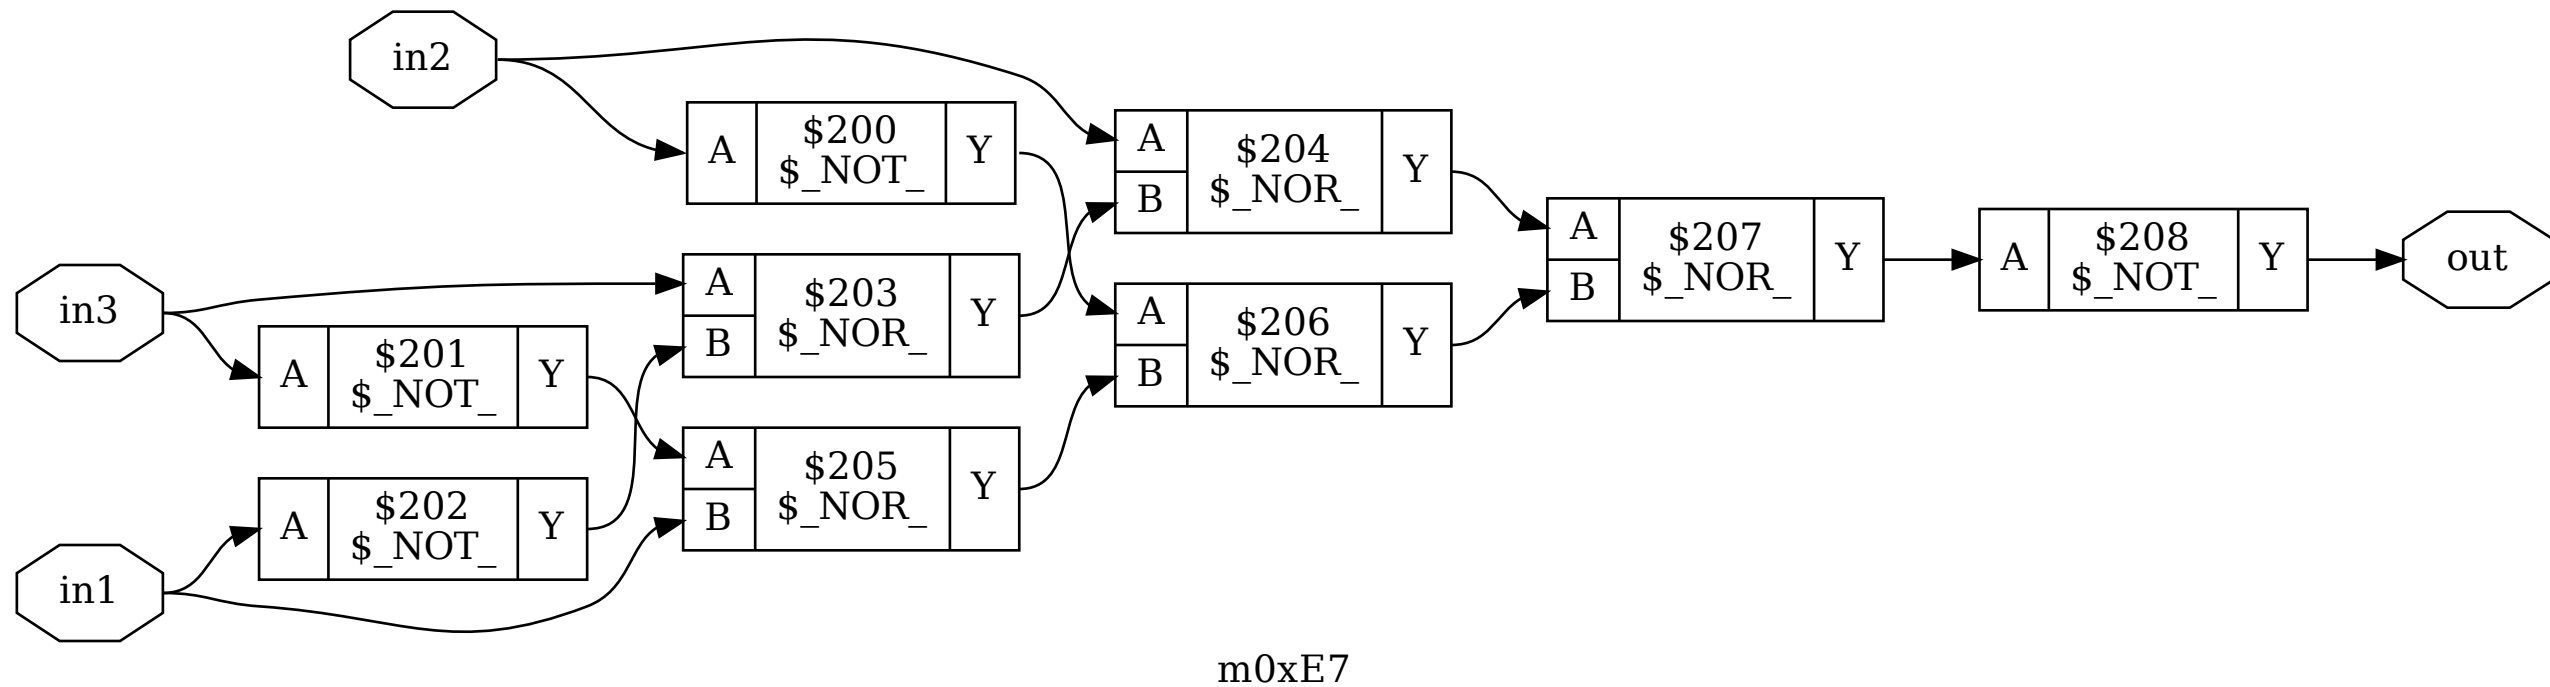 in2
A
$200
$_NOT_
Y
A
B
$204
$_NOR_
Y
in3
A
$201
$_NOT_
Y
A
B
$203
$_NOR_
Y
A
B
$206
$_NOR_
Y
A
B
$207
$_NOR_
Y
A
$208
$_NOT_
Y
out
in1
A
$202
$_NOT_
Y
A
B
$205
$_NOR_
Y
m0xE7